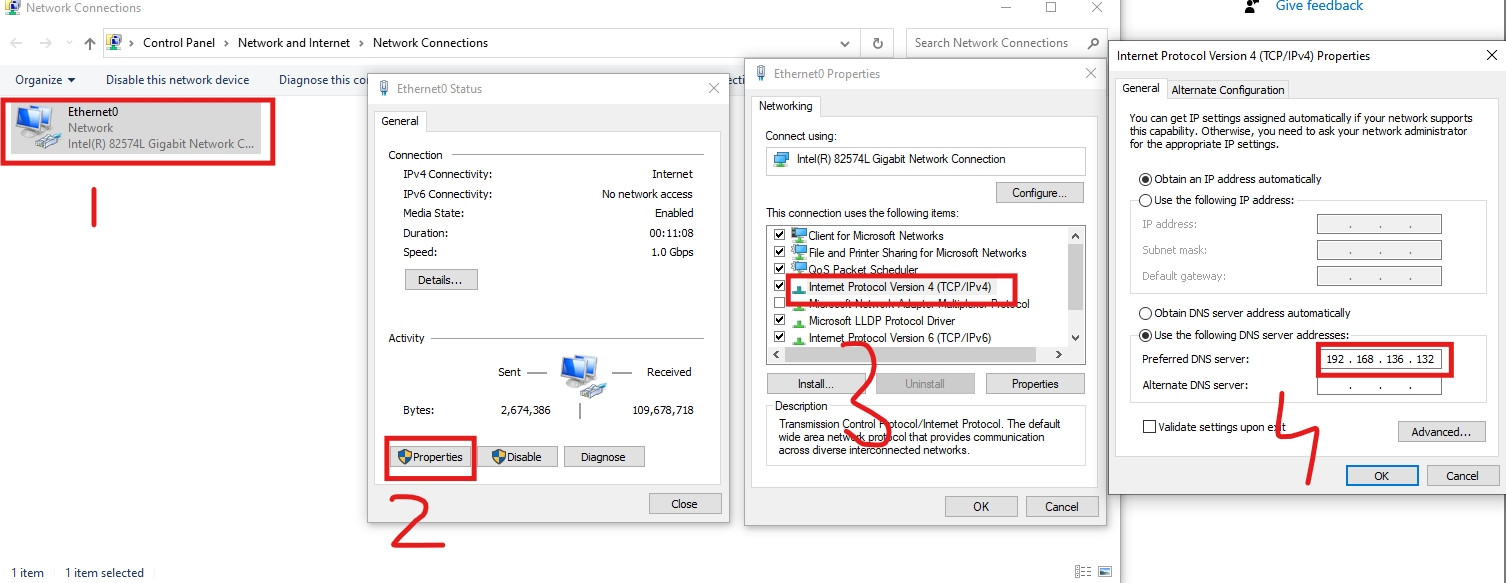 Network Connections
Give feedback
Control Panel > Network and Internet > Network Connections
Search Network Connections
Organize
Disable this network device
Diagnose this co
Ethernet0
Network
Intel(R) 82574L Gigabit Network C...
1
Ethernet0 Status
General
Connection
IPv4 Connectivity: Internet
IPv6 Connectivity: No network access
Media State: Enabled
Duration: 00:11:08
Speed: 1.0 Gbps
Details...
Activity
Sent
Received
Bytes: 2,674,386 109,678,718
Properties
Disable
Diagnose
Close
2
Ethernet0 Properties
Networking
Connect using:
Intel(R) 82574L Gigabit Network Connection
Configure...
This connection uses the following items:
Client for Microsoft Networks
File and Printer Sharing for Microsoft Networks
QoS Packet Scheduler
Internet Protocol Version 4 (TCP/IPv4)
Microsoft Network Adapter Multiplexor Protocol
Microsoft LLDP Protocol Driver
Internet Protocol Version 6 (TCP/IPv6)
Install...
Uninstall
Properties
3
Description
Transmission Control Protocol/Internet Protocol. The default
wide area network protocol that provides communication
across diverse interconnected networks.
OK
Cancel
Internet Protocol Version 4 (TCP/IPv4) Properties
General
Alternate Configuration
You can get IP settings assigned automatically if your network supports
this capability. Otherwise, you need to ask your network administrator
for the appropriate IP settings.
Obtain an IP address automatically
Use the following IP address:
IP address: . . .
Subnet mask: . . .
Default gateway: . . .
Obtain DNS server address automatically
Use the following DNS server addresses:
Preferred DNS server: 192 . 168 . 136 . 132
Alternate DNS server: . . .
4
Validate settings upon exit
Advanced...
OK
Cancel
1 item
1 item selected